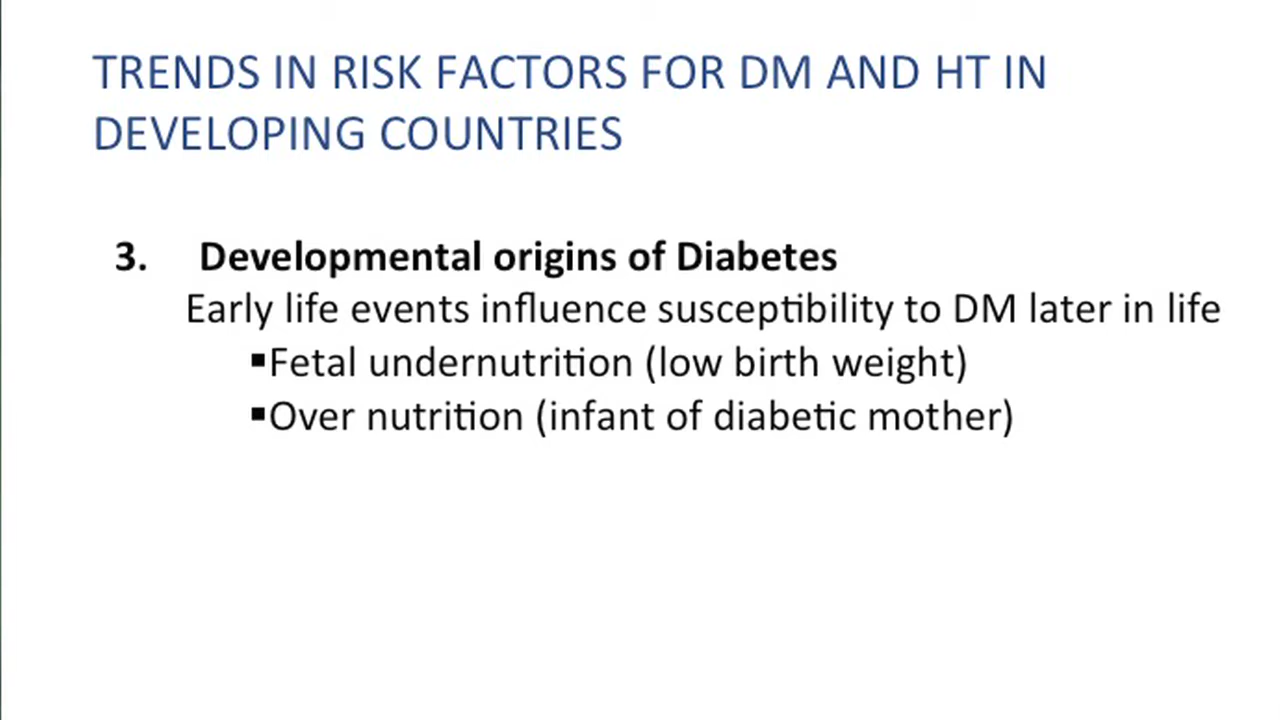 TRENDS IN RISK FACTORS FOR DM AND HT IN
DEVELOPING COUNTRIES
3. Developmental origins of Diabetes
Early life events influence susceptibility to DM later in life
▪Fetal undernutrition (low birth weight)
▪Over nutrition (infant of diabetic mother)